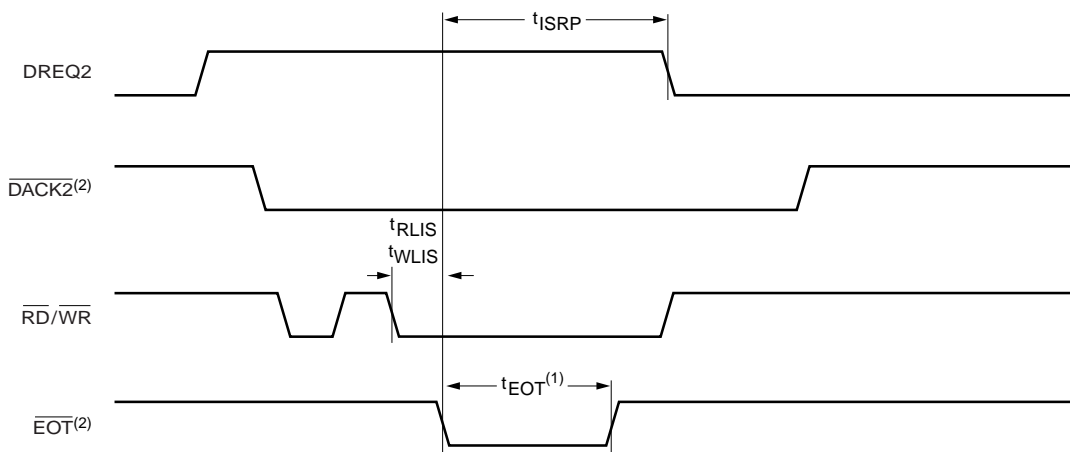 tISRP
DREQ2
DACK2(2)
tRLIS
tWLIS
RD/WR
tEOT(1)
EOT(2)